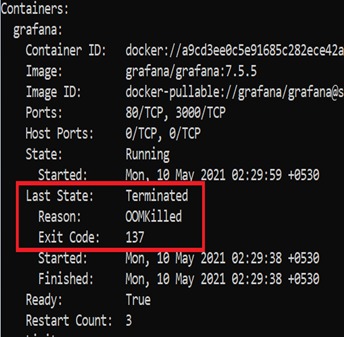 Containers:
grafana:
Container ID: docker://a9cd3ee0c5e91685c282ece42a
Image: grafana/grafana:7.5.5
Image ID: docker-pullable://grafana/grafana@s
Ports: 80/TCP, 3000/TCP
Host Ports: 0/TCP, 0/TCP
State: Running
Started: Mon, 10 May 2021 02:29:59 +0530
Last State: Terminated
Reason: OOMKilled
Exit Code: 137
Started: Mon, 10 May 2021 02:29:38 +0530
Finished: Mon, 10 May 2021 02:29:38 +0530
Ready: True
Restart Count: 3